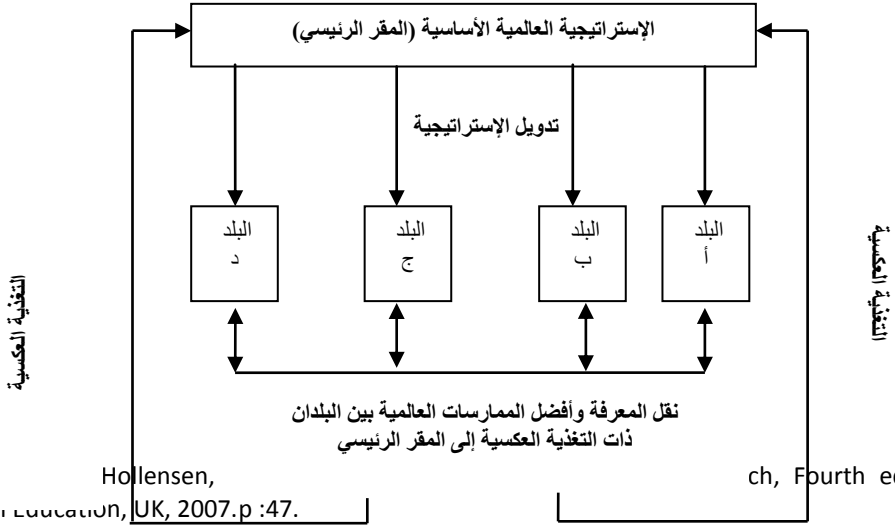 الإستراتيجية العالمية الأساسية (المقر الرئيسي)
تدويل الإستراتيجية
البلد
أ
البلد
ب
البلد
ج
البلد
د
التغذية العكسية
التغذية العكسية
نقل المعرفة وأفضل الممارسات العالمية بين البلدان
ذات التغذية العكسية إلى المقر الرئيسي
Hollensen, ch, Fourth
Education, UK, 2007.p :47.